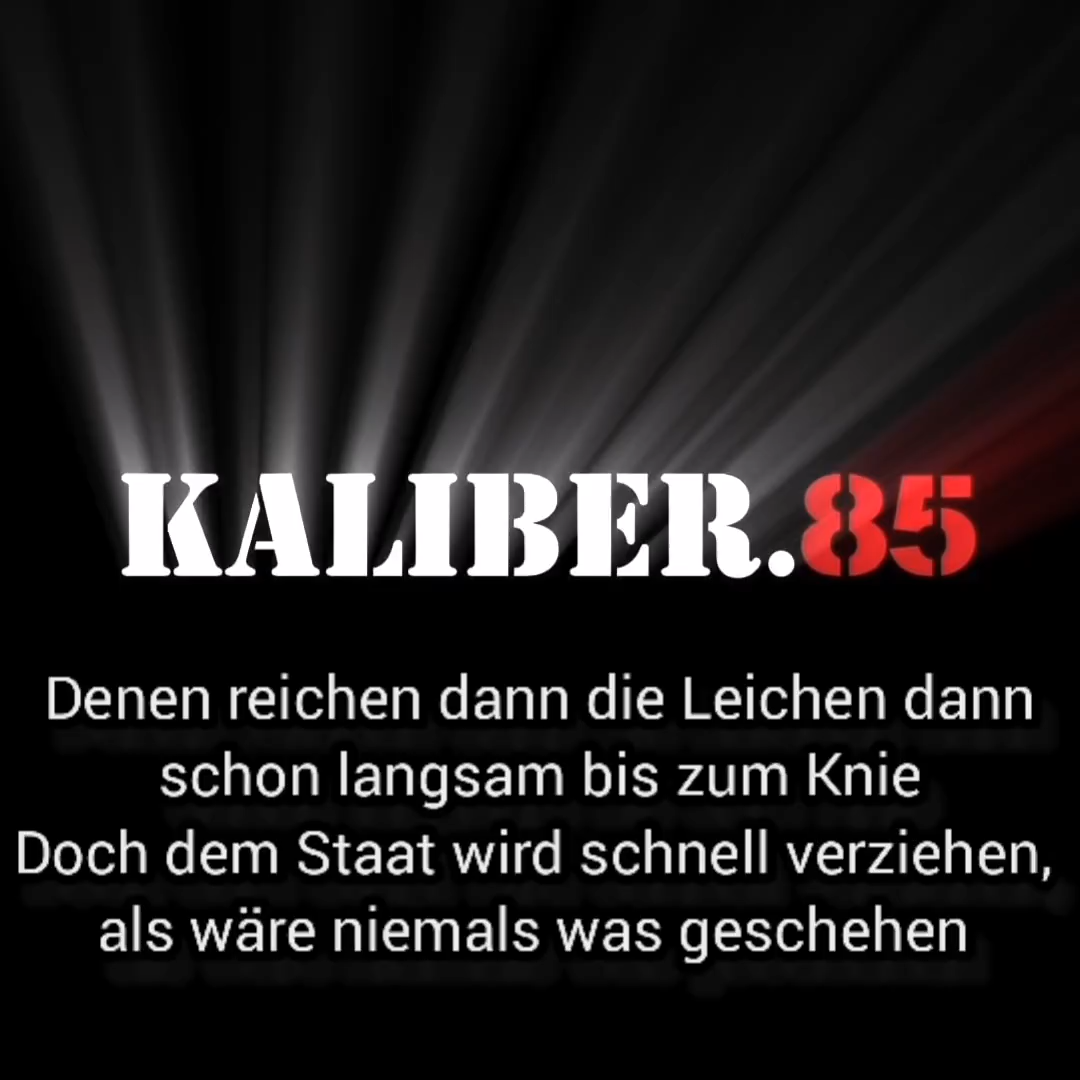 KALIBER.85
Denen reichen dann die Leichen dann
schon langsam bis zum Knie
Doch dem Staat wird schnell verziehen,
als wäre niemals was geschehen